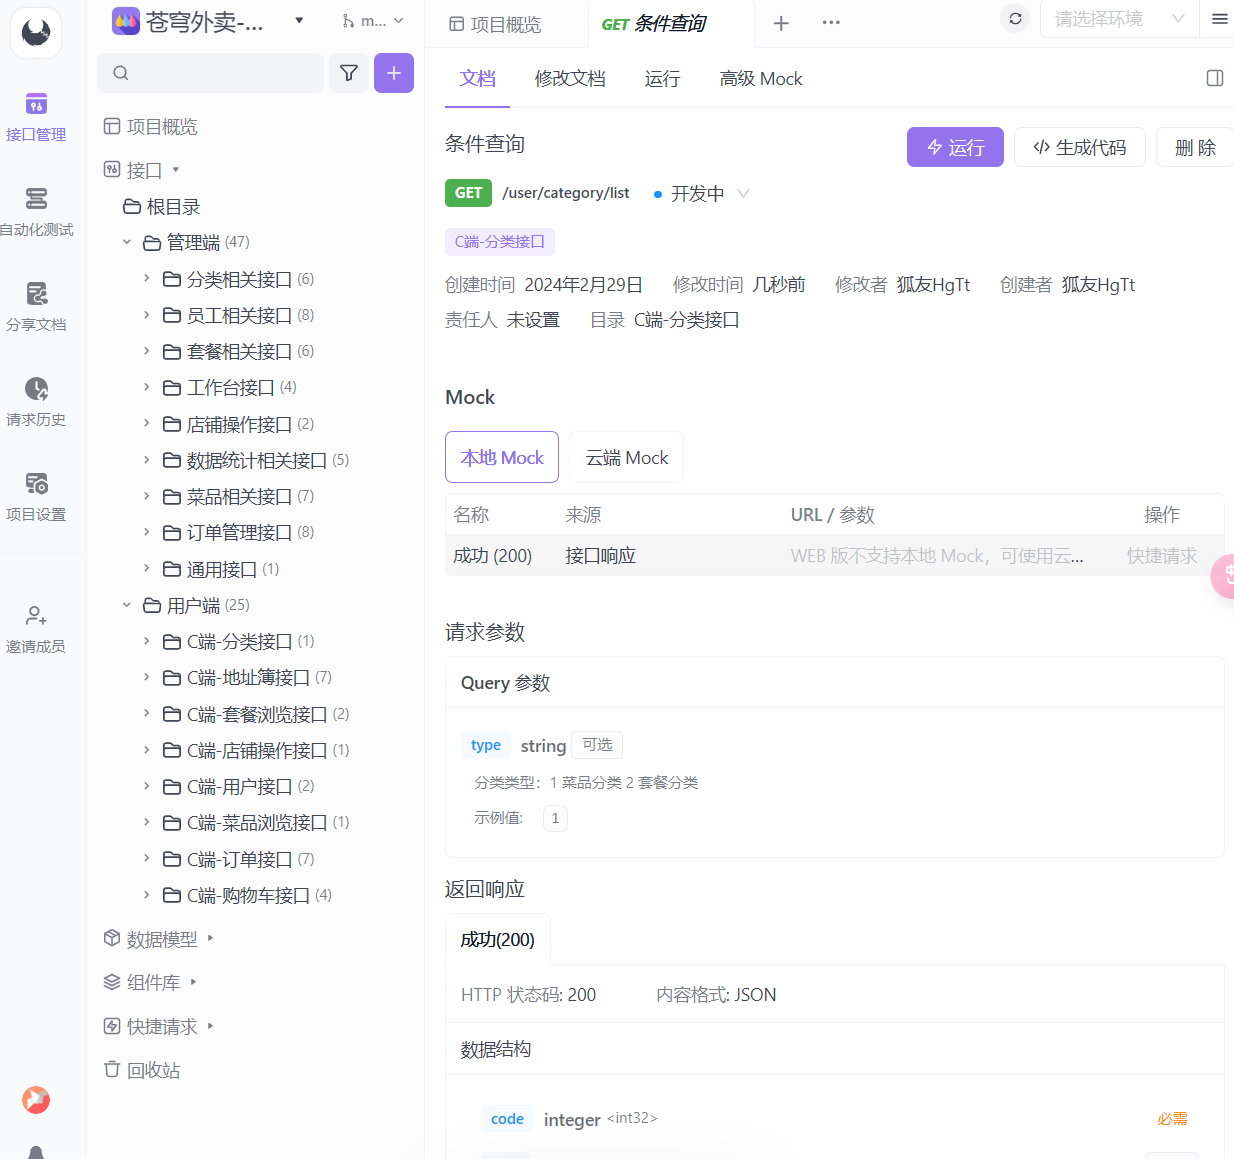 苍穹外卖-...
m...
项目概览
GET 条件查询
请选择环境
接口管理
自动化测试
分享文档
请求历史
项目设置
邀请成员
项目概览
接口
根目录
管理端 (47)
分类相关接口 (6)
员工相关接口 (8)
套餐相关接口 (6)
工作台接口 (4)
店铺操作接口 (2)
数据统计相关接口 (5)
菜品相关接口 (7)
订单管理接口 (8)
通用接口 (1)
用户端 (25)
C端-分类接口 (1)
C端-地址簿接口 (7)
C端-套餐浏览接口 (2)
C端-店铺操作接口 (1)
C端-用户接口 (2)
C端-菜品浏览接口 (1)
C端-订单接口 (7)
C端-购物车接口 (4)
数据模型
组件库
快捷请求
回收站
文档 修改文档 运行 高级 Mock
条件查询
运行 生成代码 删 除
GET /user/category/list 开发中
C端-分类接口
创建时间 2024年2月29日 修改时间 几秒前 修改者 狐友HgTt 创建者 狐友HgTt
责任人 未设置 目录 C端-分类接口
Mock
本地 Mock 云端 Mock
名称 来源 URL / 参数 操作
成功 (200) 接口响应 WEB 版不支持本地 Mock，可使用云... 快捷请求
请求参数
Query 参数
type string 可选
分类类型：1 菜品分类 2 套餐分类
示例值: 1
返回响应
成功(200)
HTTP 状态码: 200 内容格式: JSON
数据结构
code integer <int32> 必需